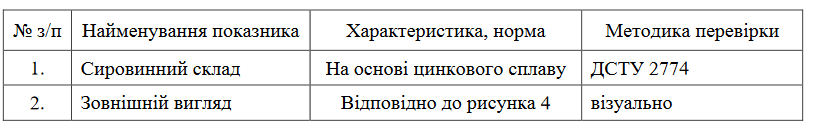 № з/п Найменування показника Характеристика, норма Методика перевірки
1. Сировинний склад На основі цинкового сплаву ДСТУ 2774
2. Зовнішній вигляд Відповідно до рисунка 4 візуально